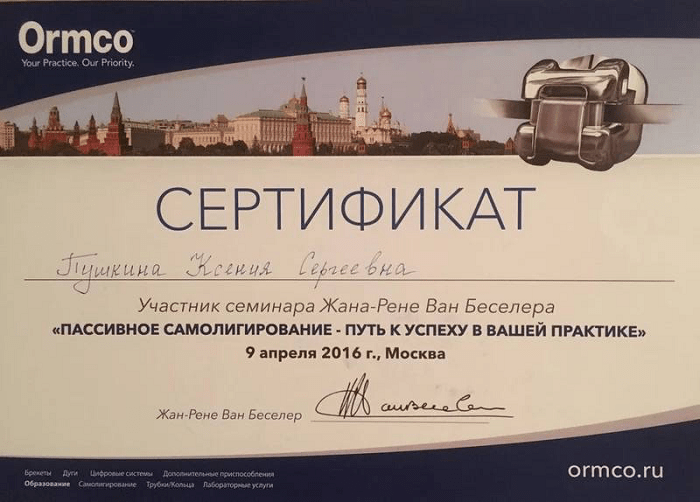 Ormco
Your Practice. Our Priority.
СЕРТИФИКАТ
Пушкина Ксения Сергеевна
Участник семинара Жана-Рене Ван Беселера
«ПАССИВНОЕ САМОЛИГИРОВАНИЕ - ПУТЬ К УСПЕХУ В ВАШЕЙ ПРАКТИКЕ»
9 апреля 2016 г., Москва
Жан-Рене Ван Беселер
Брекеты Дуги Цифровые системы Дополнительные приспособления
Образование Самолигирование Трубки/Кольца Лабораторные услуги
ormco.ru